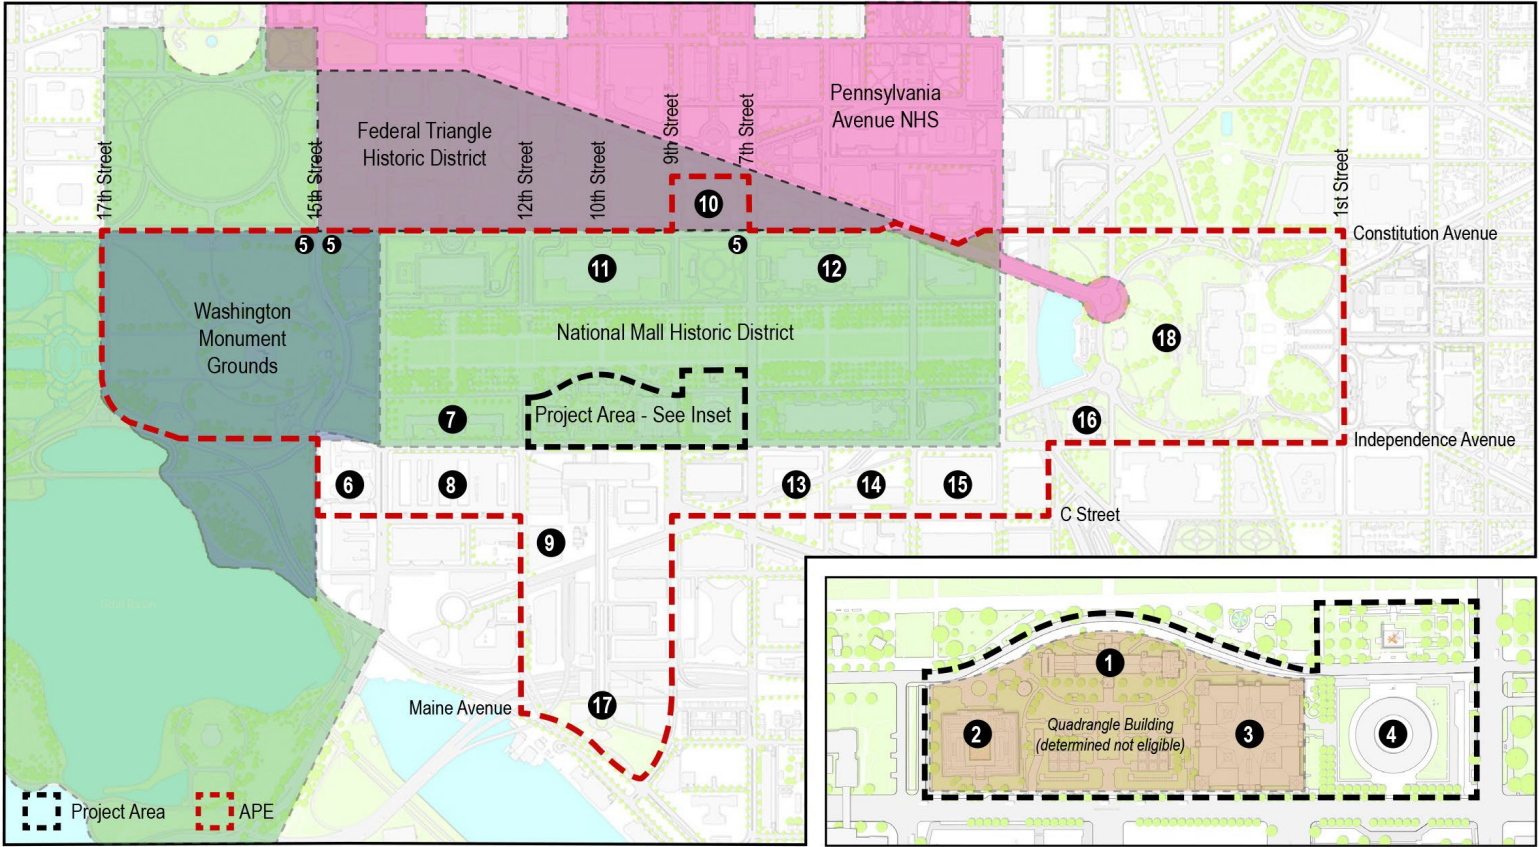 Pennsylvania
Avenue NHS
Federal Triangle
Historic District
17th Street
15th Street
12th Street
10th Street
9th Street
7th Street
1st Street
10
Constitution Avenue
5
5
5
11
12
Washington
Monument
Grounds
National Mall Historic District
18
7
Project Area - See Inset
16
Independence Avenue
6
8
13
14
15
C Street
9
Maine Avenue
17
1
2
Quadrangle Building
(determined not eligible)
3
4
Project Area
APE